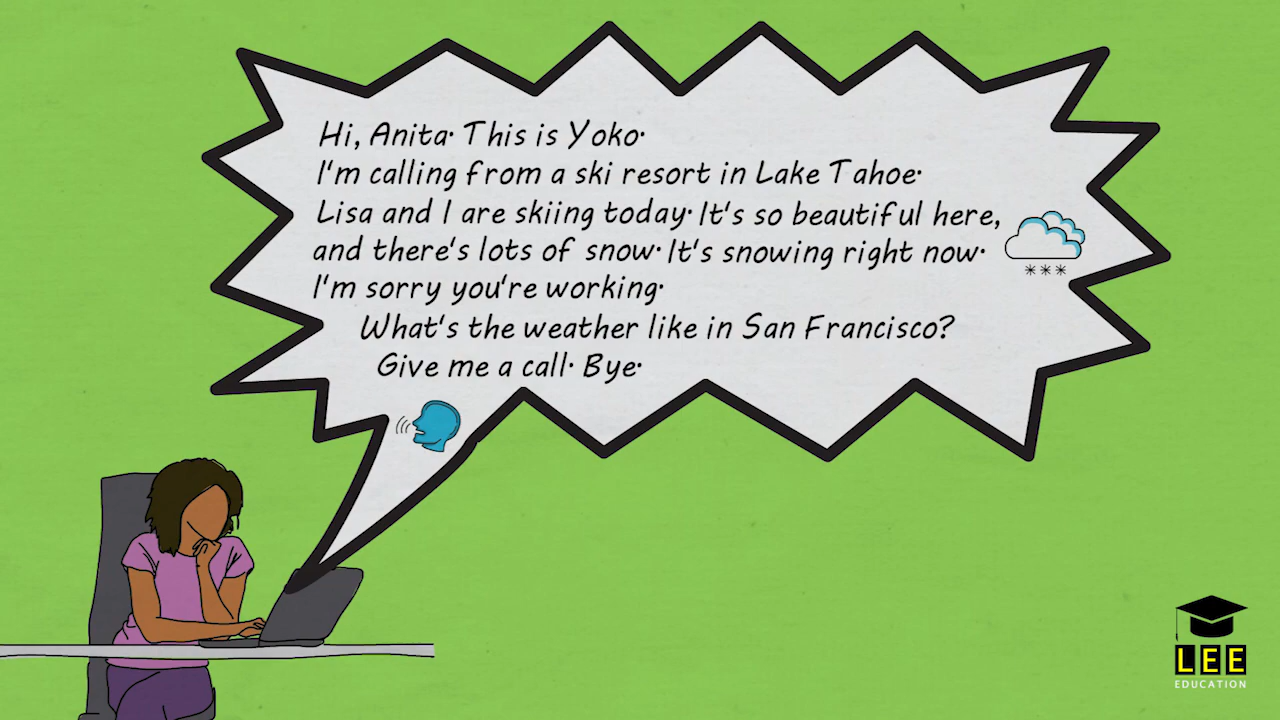 Hi, Anita. This is Yoko.
I'm calling from a ski resort in Lake Tahoe.
Lisa and I are skiing today. It's so beautiful here,
and there's lots of snow. It's snowing right now.
I'm sorry you're working.
What's the weather like in San Francisco?
Give me a call. Bye.
LEE
EDUCATION